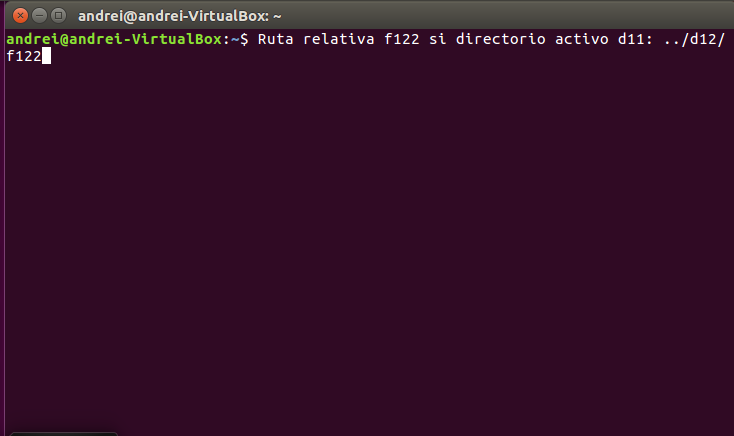 andrei@andrei-VirtualBox: ~
andrei@andrei-VirtualBox:~$ Ruta relativa f122 si directorio activo d11: ../d12/
f122